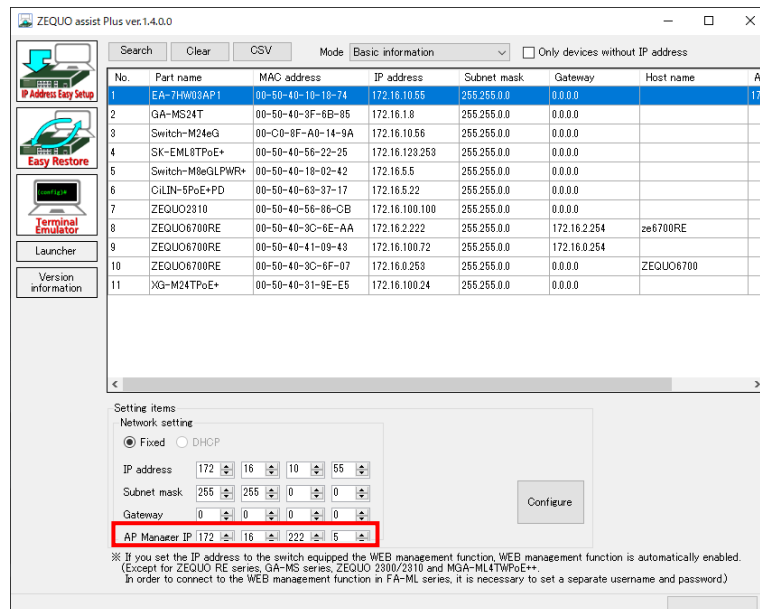 ZEQUO assist Plus ver.1.4.0.0
Search Clear CSV Mode Basic information Only devices without IP address
IP Address Easy Setup
Easy Restore
(config)#
Terminal
Emulator
Launcher
Version
information
No. Part name MAC address IP address Subnet mask Gateway Host name A
1 EA-7HW03AP1 00-50-40-10-18-74 172.16.10.55 255.255.0.0 0.0.0.0 17
2 GA-MS24T 00-50-40-3F-6B-85 172.16.1.8 255.255.0.0 0.0.0.0
3 Switch-M24eG 00-C0-8F-A0-14-9A 172.16.10.56 255.255.0.0 0.0.0.0
4 SK-EML8TPoE+ 00-50-40-56-22-25 172.16.123.253 255.255.0.0 0.0.0.0
5 Switch-M8eGLPWR+ 00-50-40-18-02-42 172.16.5.5 255.255.0.0 0.0.0.0
6 CiLIN-5PoE+PD 00-50-40-63-37-17 172.16.5.22 255.255.0.0 0.0.0.0
7 ZEQUO2310 00-50-40-56-86-CB 172.16.100.100 255.255.0.0 0.0.0.0
8 ZEQUO6700RE 00-50-40-3C-6E-AA 172.16.2.222 255.255.0.0 172.16.2.254 ze6700RE
9 ZEQUO6700RE 00-50-40-41-09-43 172.16.100.72 255.255.0.0 172.16.0.254
10 ZEQUO6700RE 00-50-40-3C-6F-07 172.16.0.253 255.255.0.0 0.0.0.0 ZEQUO6700
11 XG-M24TPoE+ 00-50-40-31-9E-E5 172.16.100.24 255.255.0.0 0.0.0.0
Setting items
Network setting
Fixed DHCP
IP address 172 16 10 55
Subnet mask 255 255 0 0
Gateway 0 0 0 0
AP Manager IP 172 16 222 5
Configure
※ If you set the IP address to the switch equipped the WEB management function, WEB management function is automatically enabled.
(Except for ZEQUO RE series, GA-MS series, ZEQUO 2300/2310 and MGA-ML4TWPoE++.
In order to connect to the WEB management function in FA-ML series, it is necessary to set a separate username and password.)